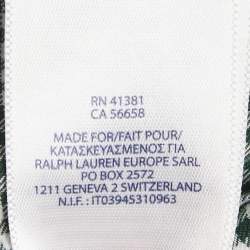 RN 41381
CA 56658
MADE FOR/FAIT POUR/
ΚΑΤΑΣΚΕΥΑΣΜΕΝΟΣ ΓΙΑ
RALPH LAUREN EUROPE SARL
PO BOX 2572
1211 GENEVA 2 SWITZERLAND
N.I.F. : IT03945310963